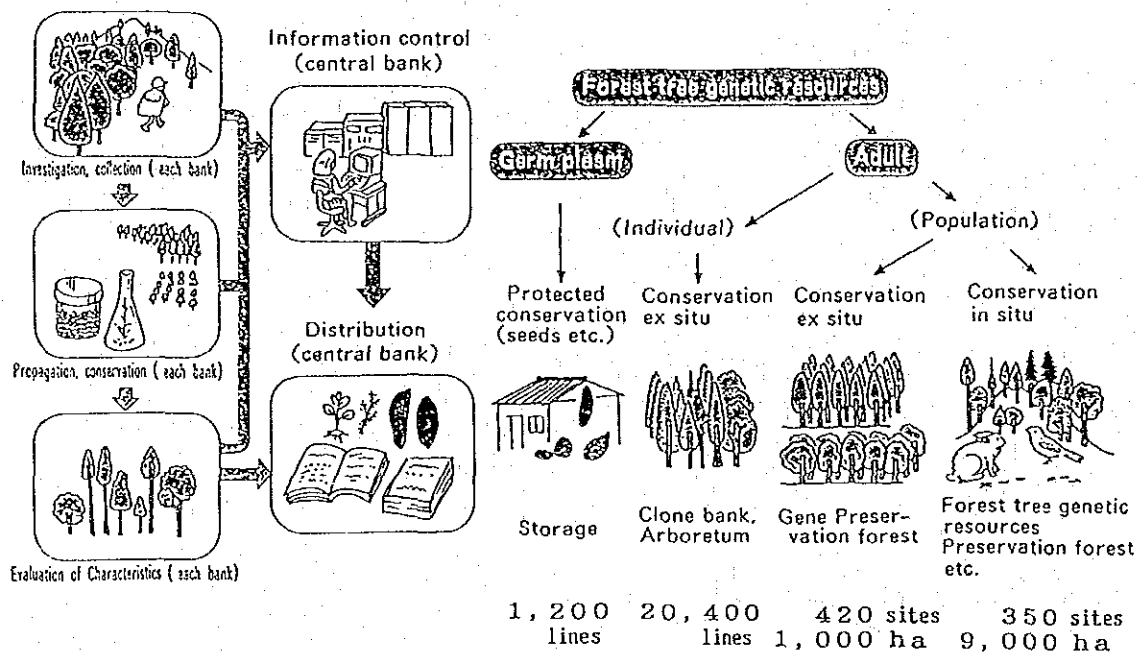 Investigation, collection ( each bank)
Propagation, conservation ( each bank)
Evaluation of Characteristics ( each bank)
Information control
(central bank)
Distribution
(central bank)
Forest tree genetic resources
Germ plasm
Adult
(Individual)
(Population)
Protected
conservation
(seeds etc.)
Conservation
ex situ
Conservation
ex situ
Conservation
in situ
Storage
Clone bank,
Arboretum
Gene Preser-
vation forest
Forest tree genetic
resources
Preservation forest
etc.
1,200
lines
20,400
lines
420 sites
1,000 ha
350 sites
9,000 ha